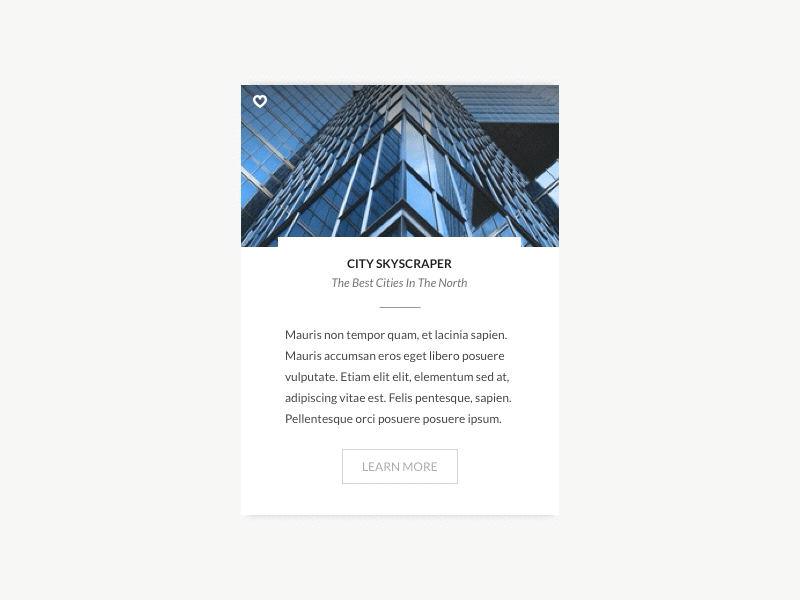 CITY SKYSCRAPER
The Best Cities In The North
Mauris non tempor quam, et lacinia sapien.
Mauris accumsan eros eget libero posuere
vulputate. Etiam elit elit, elementum sed at,
adipiscing vitae est. Felis pentesque, sapien.
Pellentesque orci posuere posuere ipsum.
LEARN MORE